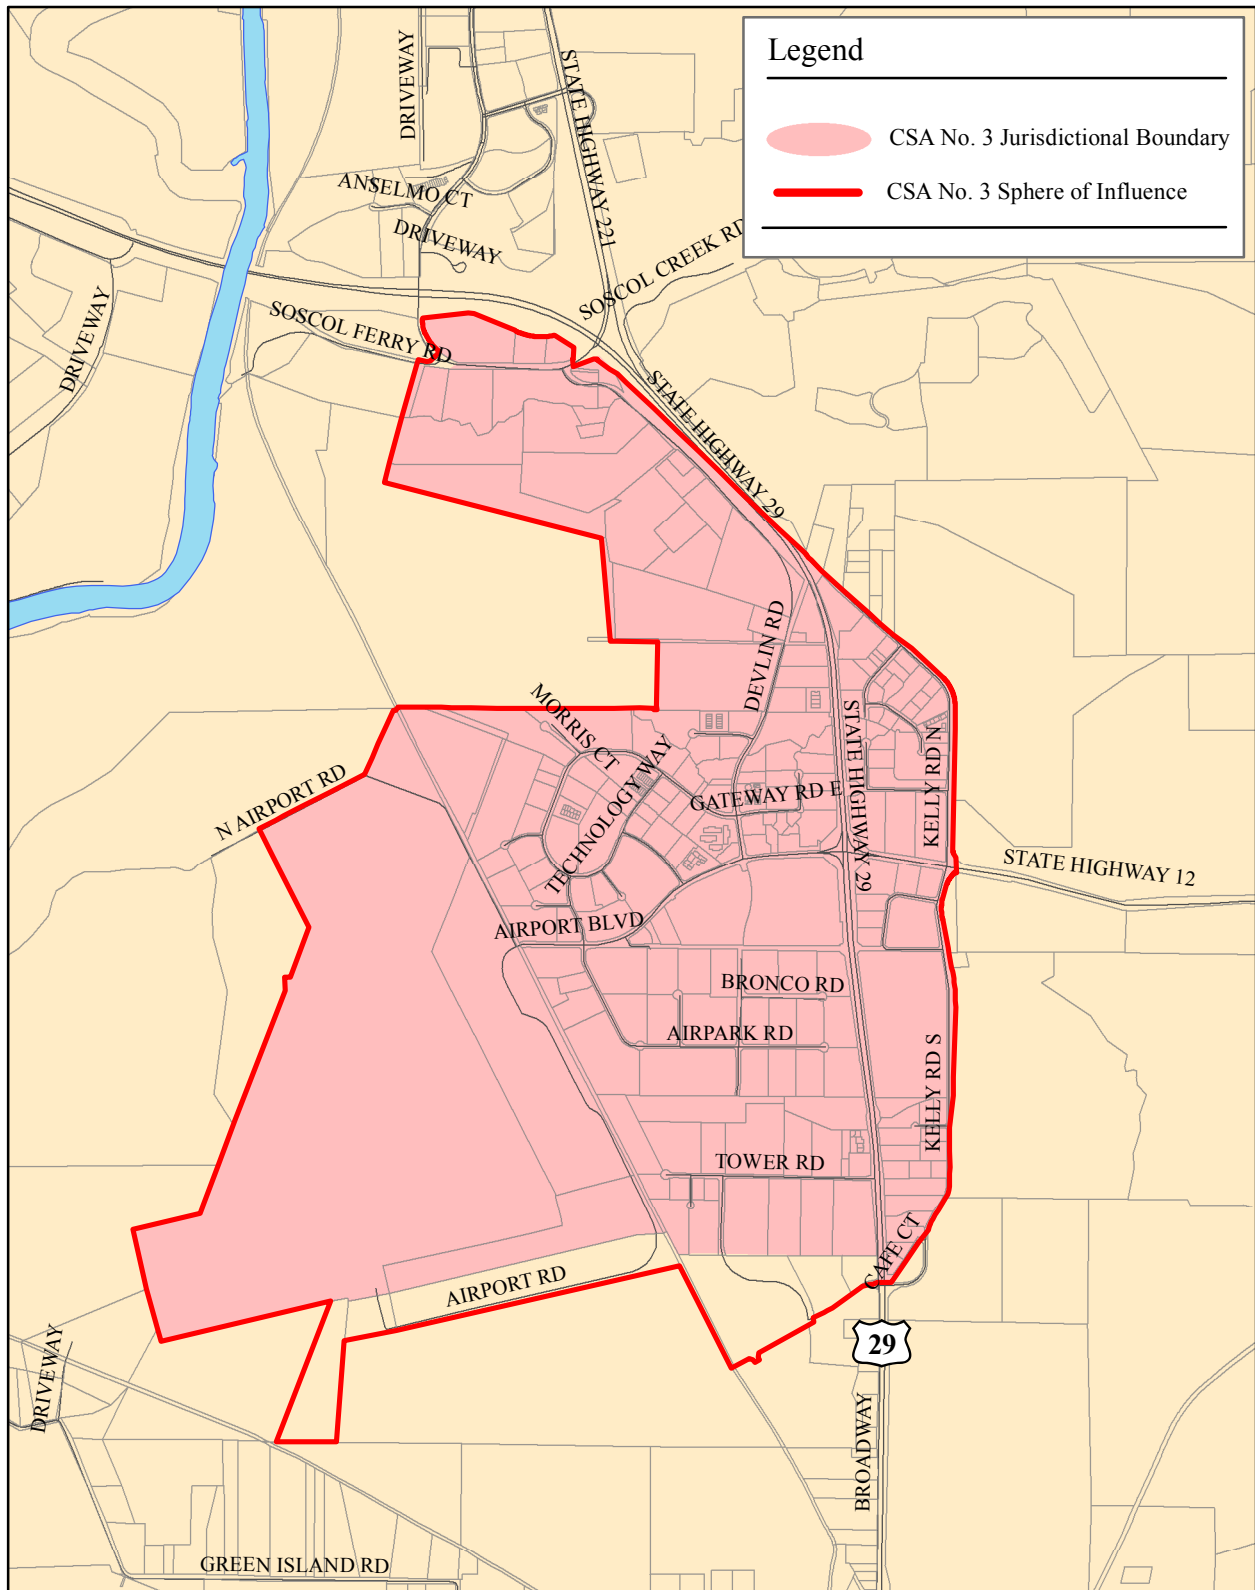 Legend
CSA No. 3 Jurisdictional Boundary
CSA No. 3 Sphere of Influence
DRIVEWAY
STATE HIGHWAY 221
ANSELMO CT
DRIVEWAY
SOSCOL CREEK RD
DRIVEWAY
SOSCOL FERRY RD
STATE HIGHWAY 29
DEVLIN RD
MORRIS CT
TECHNOLOGY WAY
STATE HIGHWAY 29
KELLY RD N
N AIRPORT RD
GATEWAY RD E
STATE HIGHWAY 12
AIRPORT BLVD
BRONCO RD
AIRPARK RD
KELLY RD S
TOWER RD
CAFE CT
AIRPORT RD
29
DRIVEWAY
BROADWAY
GREEN ISLAND RD